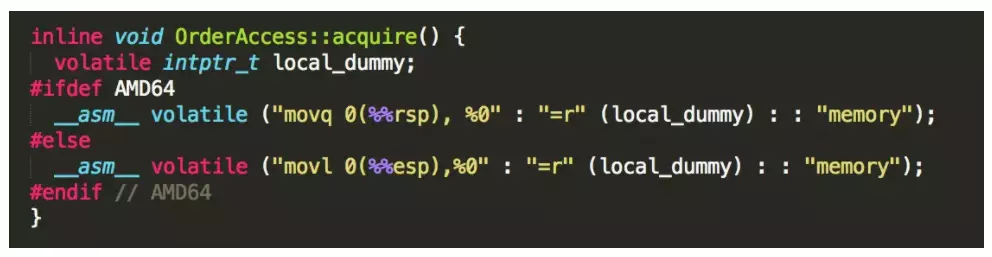 inline void OrderAccess::acquire() {
  volatile intptr_t local_dummy;
#ifdef AMD64
  __asm__ volatile ("movq 0(%%rsp), %0" : "=r" (local_dummy) : : "memory");
#else
  __asm__ volatile ("movl 0(%%esp),%0" : "=r" (local_dummy) : : "memory");
#endif // AMD64
}